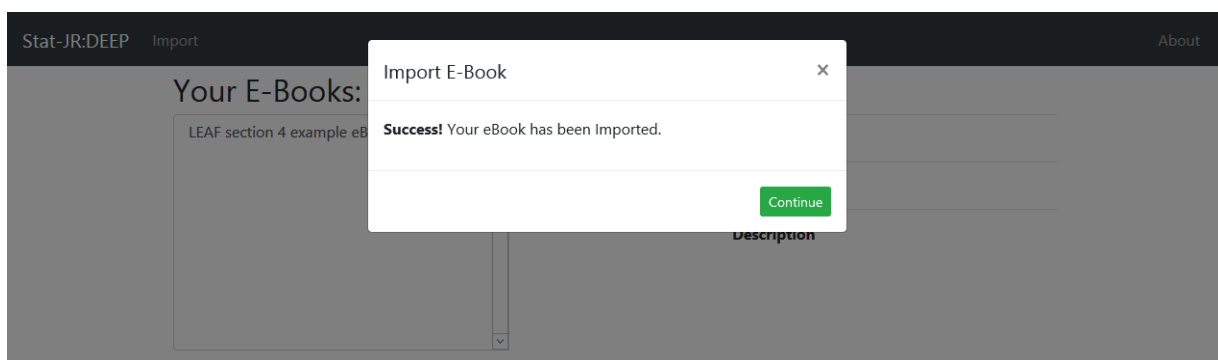 Stat-JR:DEEP Import About
Import E-Book ×
Your E-Books:
LEAF section 4 example
Success! Your eBook has been Imported.
Continue
Description